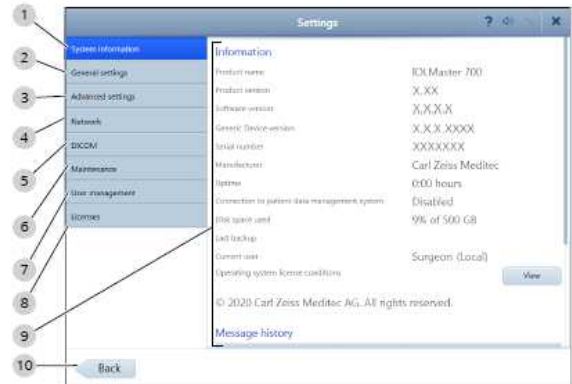 Settings ?
1
System Information
2
General settings
3
Advanced settings
4
Network
5
DICOM
6
Maintenance
7
User management
8
Licenses
9
10
Back
Information
Product name IOLMaster 700
Product version X.XX
Software version X.X.X.X
Generic Device version X.X.X.XXXX
Serial number XXXXXXX
Manufacturer Carl Zeiss Meditec
Uptime 0:00 hours
Connection to patient data management system Disabled
Disk space used 9% of 500 GB
Last backup
Current user Surgeon (Local)
Operating system license conditions View
© 2020 Carl Zeiss Meditec AG. All rights reserved.
Message history